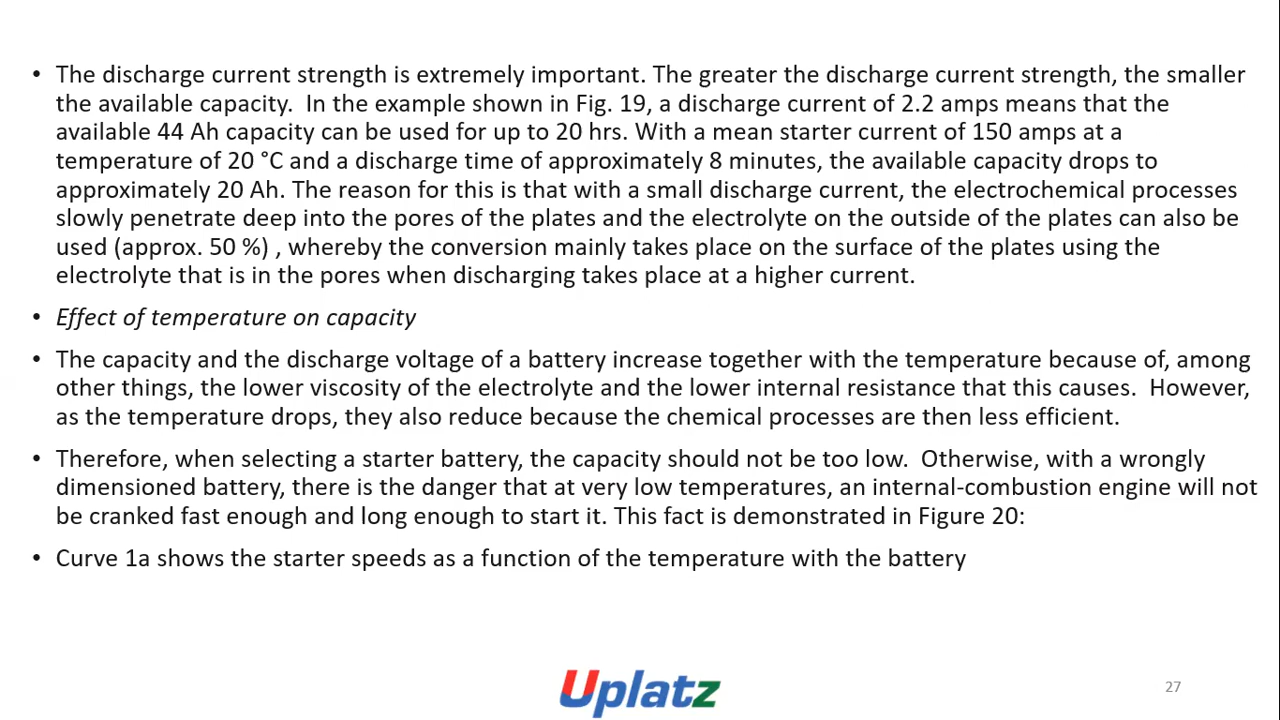 • The discharge current strength is extremely important. The greater the discharge current strength, the smaller
the available capacity.  In the example shown in Fig. 19, a discharge current of 2.2 amps means that the
available 44 Ah capacity can be used for up to 20 hrs. With a mean starter current of 150 amps at a
temperature of 20 °C and a discharge time of approximately 8 minutes, the available capacity drops to
approximately 20 Ah. The reason for this is that with a small discharge current, the electrochemical processes
slowly penetrate deep into the pores of the plates and the electrolyte on the outside of the plates can also be
used (approx. 50 %) , whereby the conversion mainly takes place on the surface of the plates using the
electrolyte that is in the pores when discharging takes place at a higher current.
• Effect of temperature on capacity
• The capacity and the discharge voltage of a battery increase together with the temperature because of, among
other things, the lower viscosity of the electrolyte and the lower internal resistance that this causes.  However,
as the temperature drops, they also reduce because the chemical processes are then less efficient.
• Therefore, when selecting a starter battery, the capacity should not be too low.  Otherwise, with a wrongly
dimensioned battery, there is the danger that at very low temperatures, an internal-combustion engine will not
be cranked fast enough and long enough to start it. This fact is demonstrated in Figure 20:
• Curve 1a shows the starter speeds as a function of the temperature with the battery
Uplatz
27